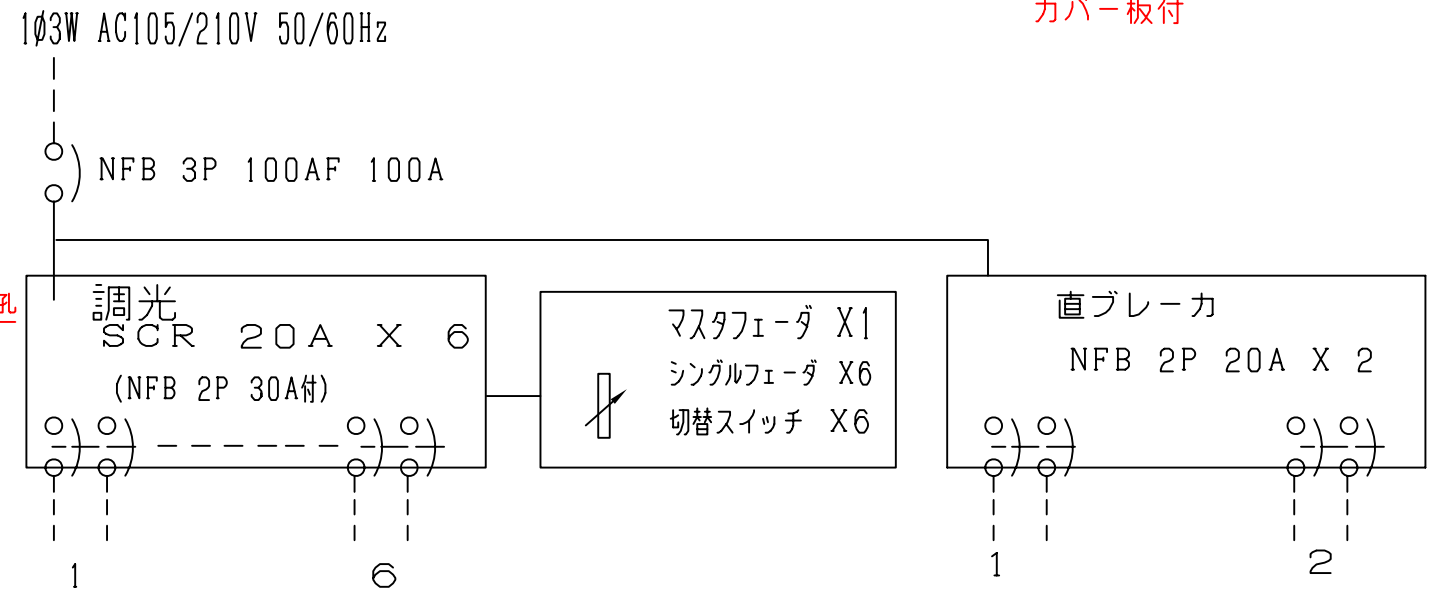 カバー板付
1φ3W AC105/210V 50/60Hz
NFB 3P 100AF 100A
孔
調光
SCR 20A X 6
(NFB 2P 30A付)
マスタフェーダ X1
シングルフェーダ X6
切替スイッチ X6
直ブレーカ
NFB 2P 20A X 2
1 6 1 2